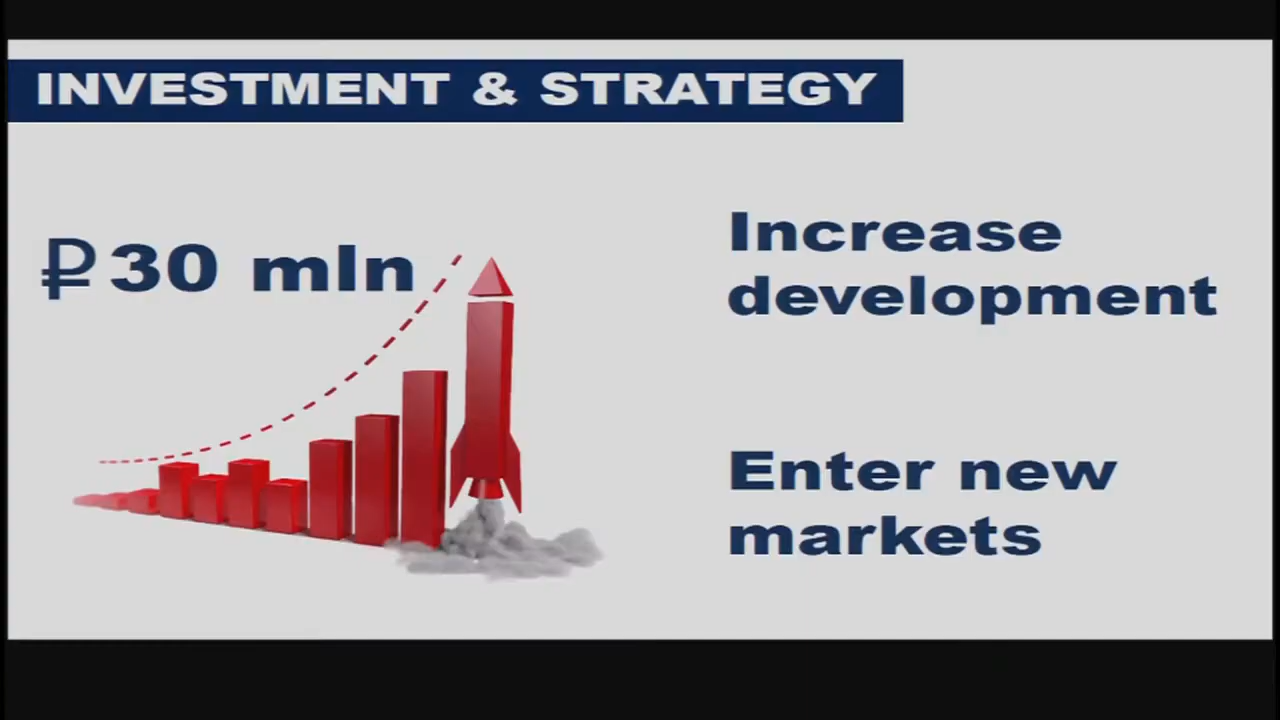 INVESTMENT & STRATEGY
₽30 mln
Increase
development
Enter new
markets